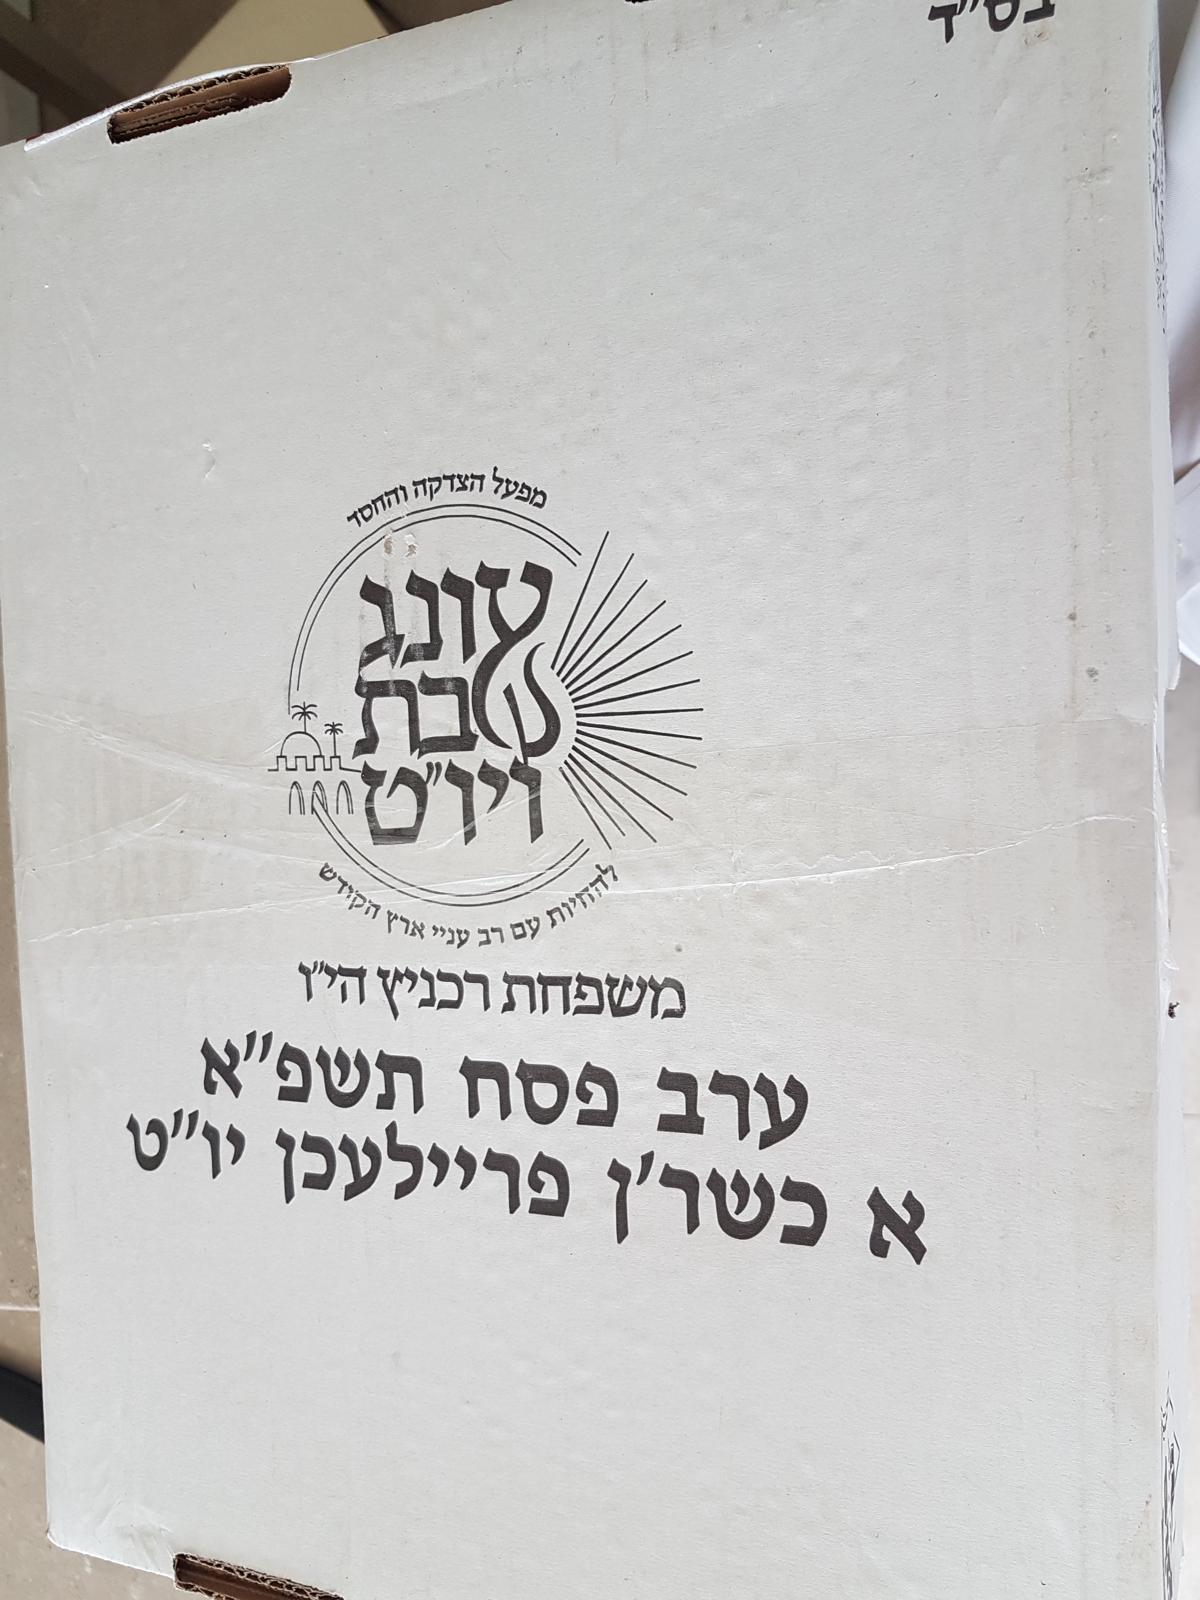 בס"ד
מפעל הצדקה והחסד
עונג
שבת
ויו"ט
להחיות עם רב עניי ארץ הקודש
משפחת רכניץ הי"ו
ערב פסח תשפ"א
א כשר'ן פריילעכן יו"ט